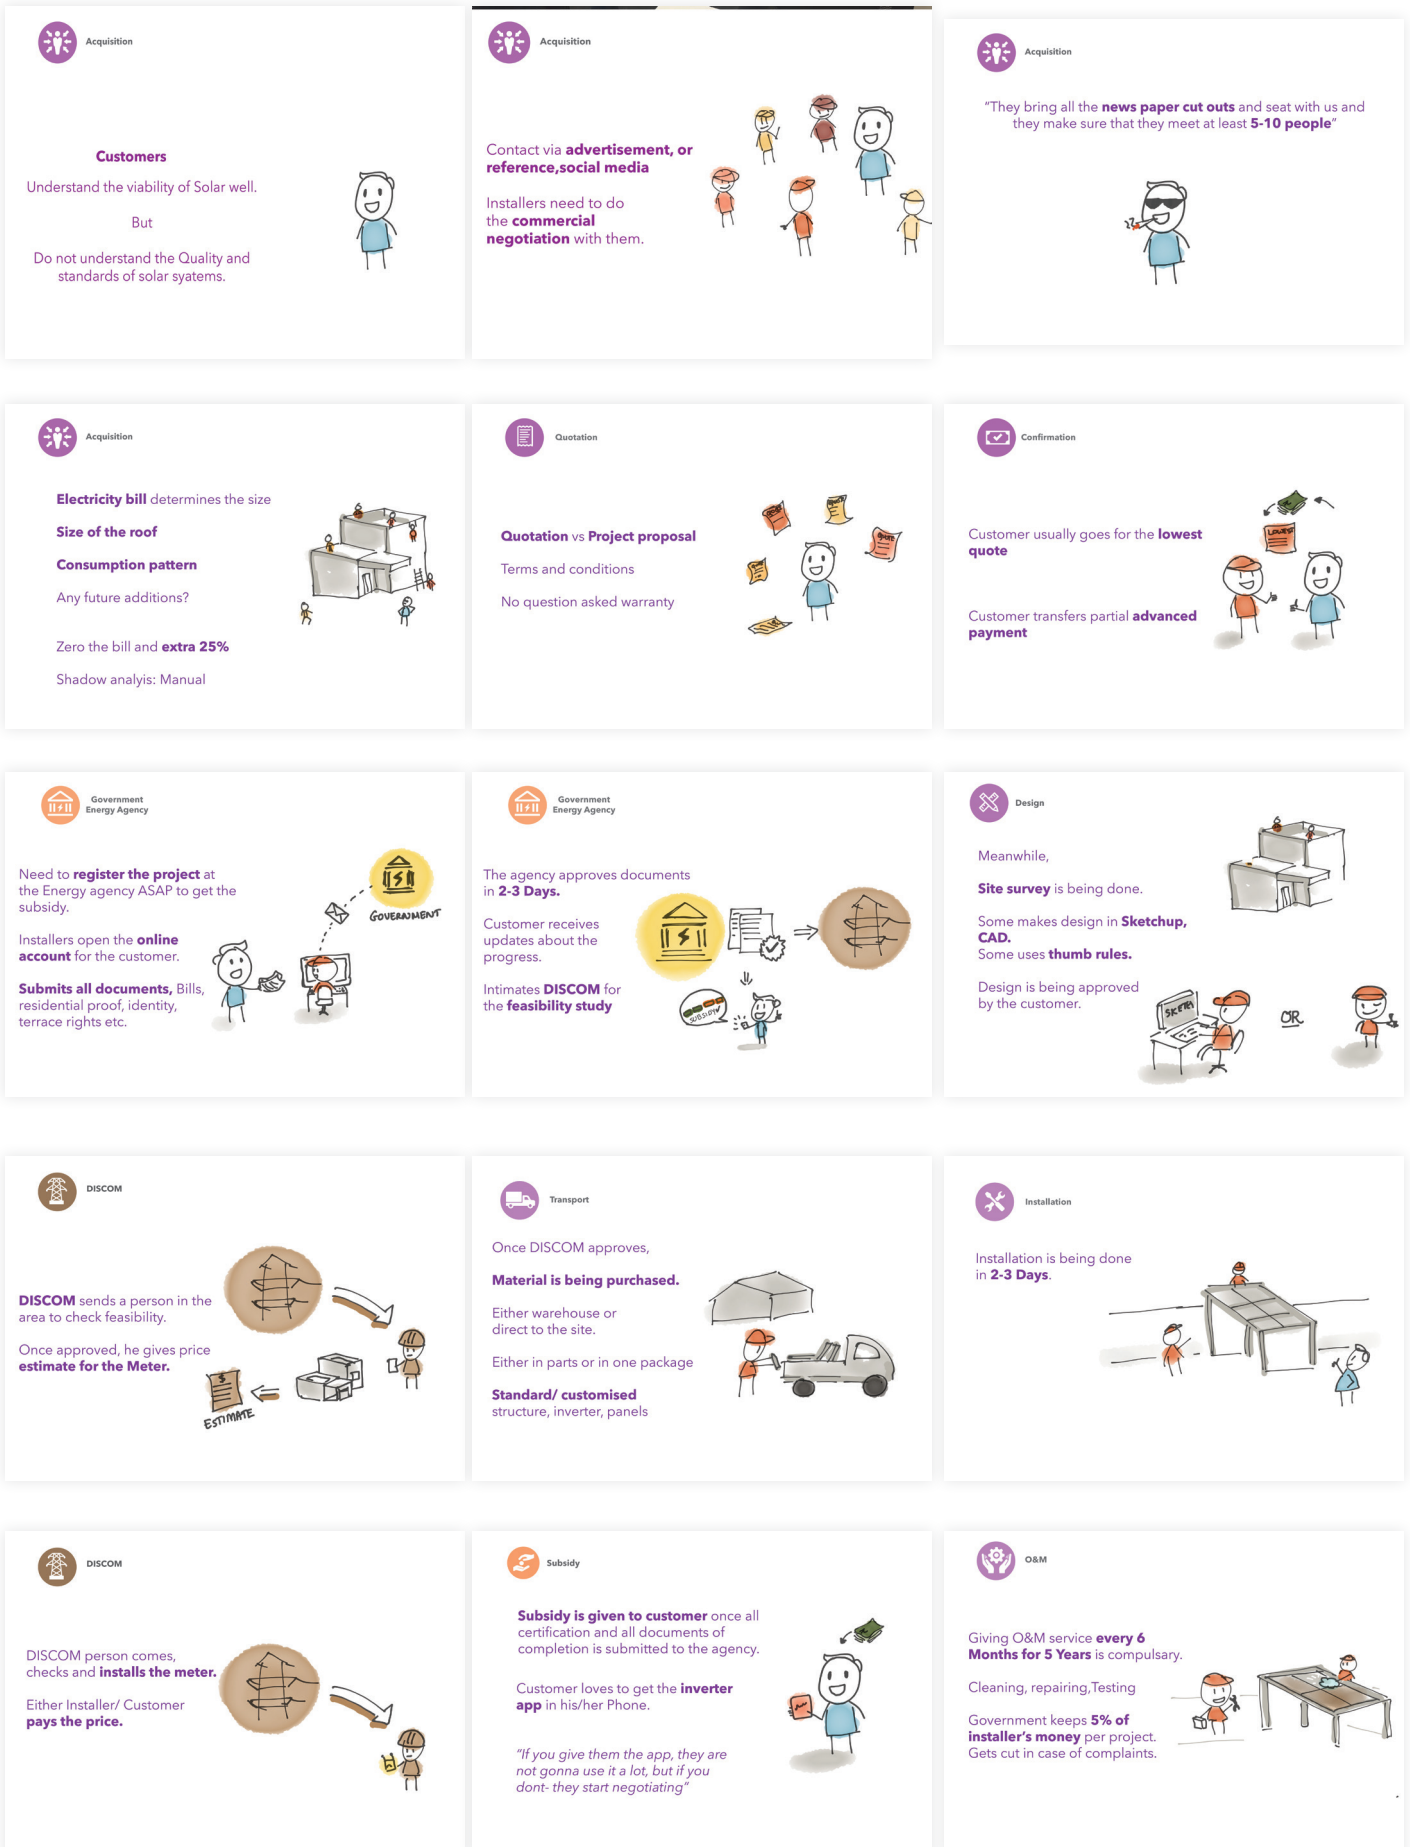 Acquisition
Customers
Understand the viability of Solar well.
But
Do not understand the Quality and
standards of solar syatems.
Acquisition
Contact via advertisement, or
reference,social media
Installers need to do
the commercial
negotiation with them.
Acquisition
"They bring all the news paper cut outs and seat with us and
they make sure that they meet at least 5-10 people"
Acquisition
Electricity bill determines the size
Size of the roof
Consumption pattern
Any future additions?
Zero the bill and extra 25%
Shadow analyis: Manual
Quotation
Quotation vs Project proposal
Terms and conditions
No question asked warranty
Confirmation
Customer usually goes for the lowest
quote
Customer transfers partial advanced
payment
LOWEST
Government
Energy Agency
Need to register the project at
the Energy agency ASAP to get the
subsidy.
Installers open the online
account for the customer.
Submits all documents, Bills,
residential proof, identity,
terrace rights etc.
GOVERNMENT
Government
Energy Agency
The agency approves documents
in 2-3 Days.
Customer receives
updates about the
progress.
Intimates DISCOM for
the feasibility study
SUBSIDY
Design
Meanwhile,
Site survey is being done.
Some makes design in Sketchup,
CAD.
Some uses thumb rules.
Design is being approved
by the customer.
OR
DISCOM
DISCOM sends a person in the
area to check feasibility.
Once approved, he gives price
estimate for the Meter.
$
ESTIMATE
Transport
Once DISCOM approves,
Material is being purchased.
Either warehouse or
direct to the site.
Either in parts or in one package
Standard/ customised
structure, inverter, panels
Installation
Installation is being done
in 2-3 Days.
DISCOM
DISCOM person comes,
checks and installs the meter.
Either Installer/ Customer
pays the price.
Subsidy
Subsidy is given to customer once all
certification and all documents of
completion is submitted to the agency.
Customer loves to get the inverter
app in his/her Phone.
"If you give them the app, they are
not gonna use it a lot, but if you
dont- they start negotiating"
O&M
Giving O&M service every 6
Months for 5 Years is compulsary.
Cleaning, repairing,Testing
Government keeps 5% of
installer's money per project.
Gets cut in case of complaints.